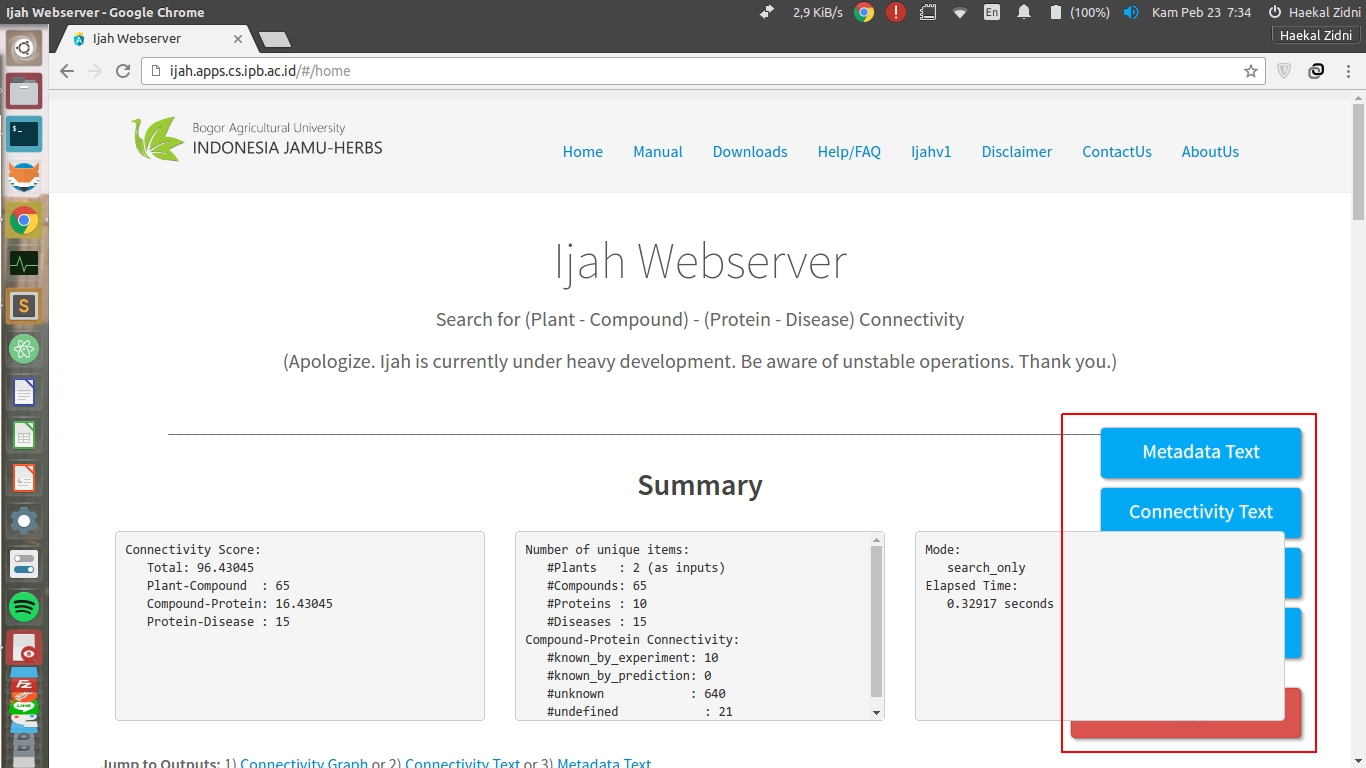 Ijah Webserver - Google Chrome
2,9 KiB/s
En
(100%)
Kam Peb 23 7:34
Haekal Zidni
Ijah Webserver
Haekal Zidni
ijah.apps.cs.ipb.ac.id/#/home
Bogor Agricultural University
INDONESIA JAMU-HERBS
Home
Manual
Downloads
Help/FAQ
Ijahv1
Disclaimer
ContactUs
AboutUs
Ijah Webserver
Search for (Plant - Compound) - (Protein - Disease) Connectivity
(Apologize. Ijah is currently under heavy development. Be aware of unstable operations. Thank you.)
Metadata Text
Connectivity Text
Summary
Connectivity Score:
Total: 96.43045
Plant-Compound : 65
Compound-Protein: 16.43045
Protein-Disease : 15
Number of unique items:
#Plants : 2 (as inputs)
#Compounds: 65
#Proteins : 10
#Diseases : 15
Compound-Protein Connectivity:
#known_by_experiment: 10
#known_by_prediction: 0
#unknown : 640
#undefined : 21
Mode:
search_only
Elapsed Time:
0.32917 seconds
Jump to Outputs: 1) Connectivity Graph or 2) Connectivity Text or 3) Metadata Text